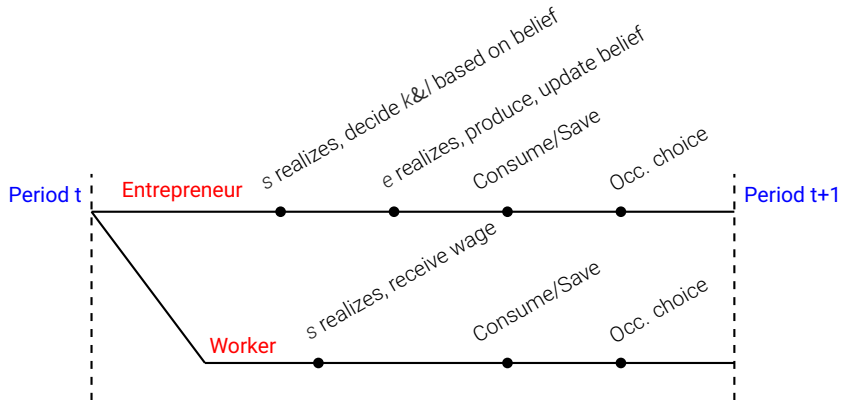 s realizes, decide k&l based on belief
e realizes, produce, update belief
Consume/Save
Occ. choice
Period t
Entrepreneur
Period t+1
s realizes, receive wage
Consume/Save
Occ. choice
Worker